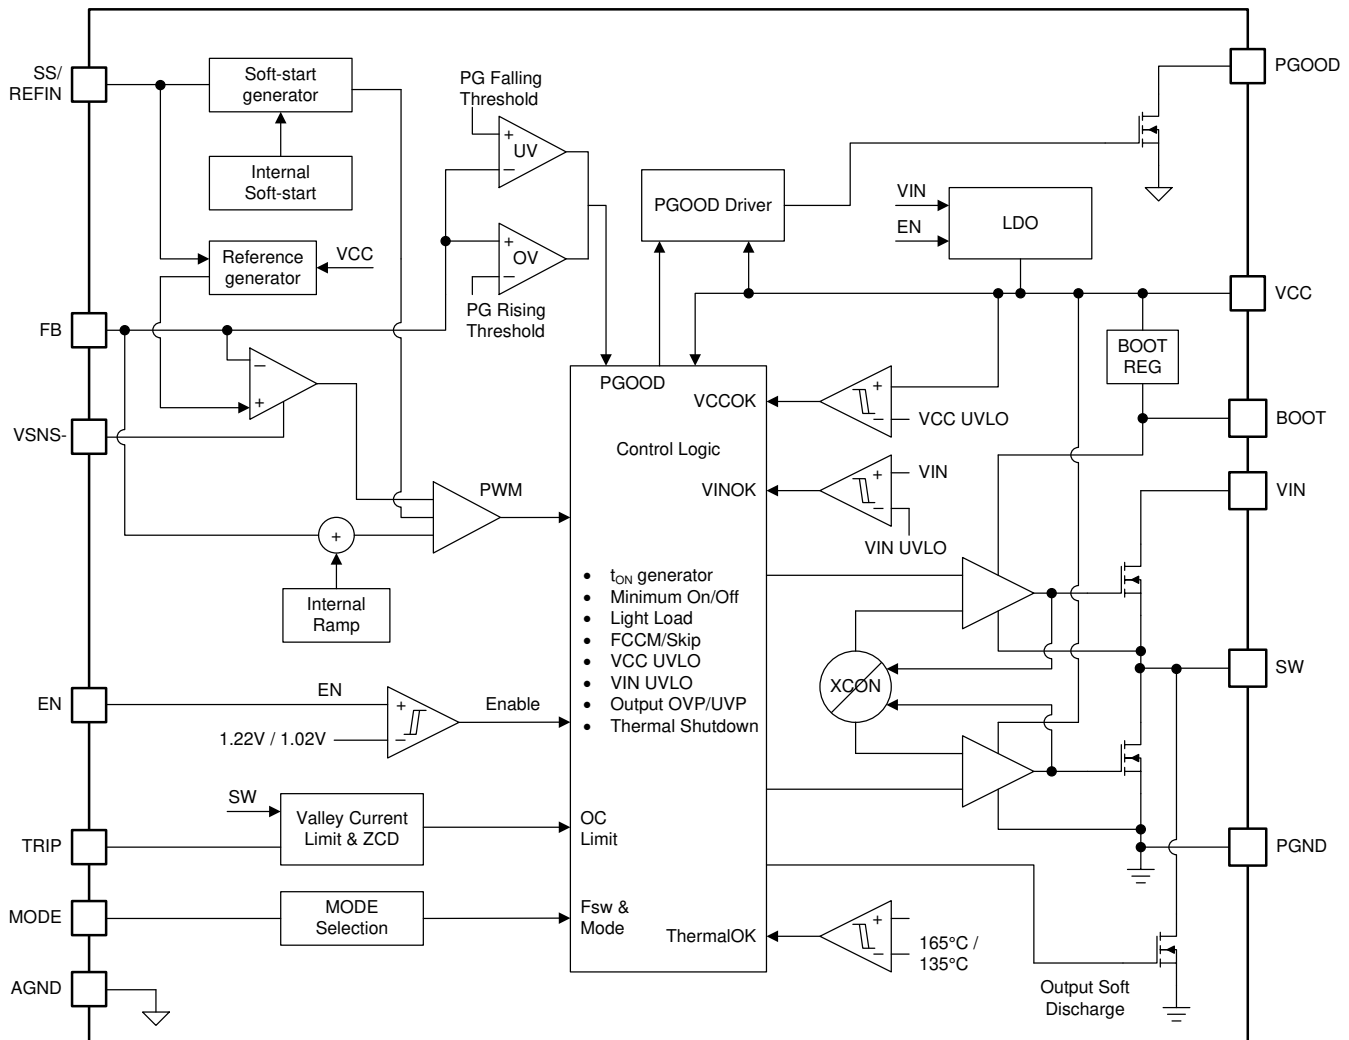 SS/
REFIN
Soft-start
generator
Internal
Soft-start
Reference
generator
VCC
PG Falling
Threshold
+
UV
−
+
OV
−
PG Rising
Threshold
PGOOD Driver
VIN
EN
LDO
PGOOD
VCC
BOOT
REG
BOOT
VIN
FB
−
+
VSNS-
PWM
+
Internal
Ramp
PGOOD
VCCOK
+
−
VCC UVLO
Control Logic
VINOK
+
−
VIN
VIN UVLO
• tON generator
• Minimum On/Off
• Light Load
• FCCM/Skip
• VCC UVLO
• VIN UVLO
• Output OVP/UVP
• Thermal Shutdown
XCON
SW
EN
EN
+
−
1.22V / 1.02V
Enable
SW
TRIP
Valley Current
Limit & ZCD
OC
Limit
PGND
MODE
MODE
Selection
Fsw &
Mode
ThermalOK
+
−
165°C /
135°C
Output Soft
Discharge
AGND